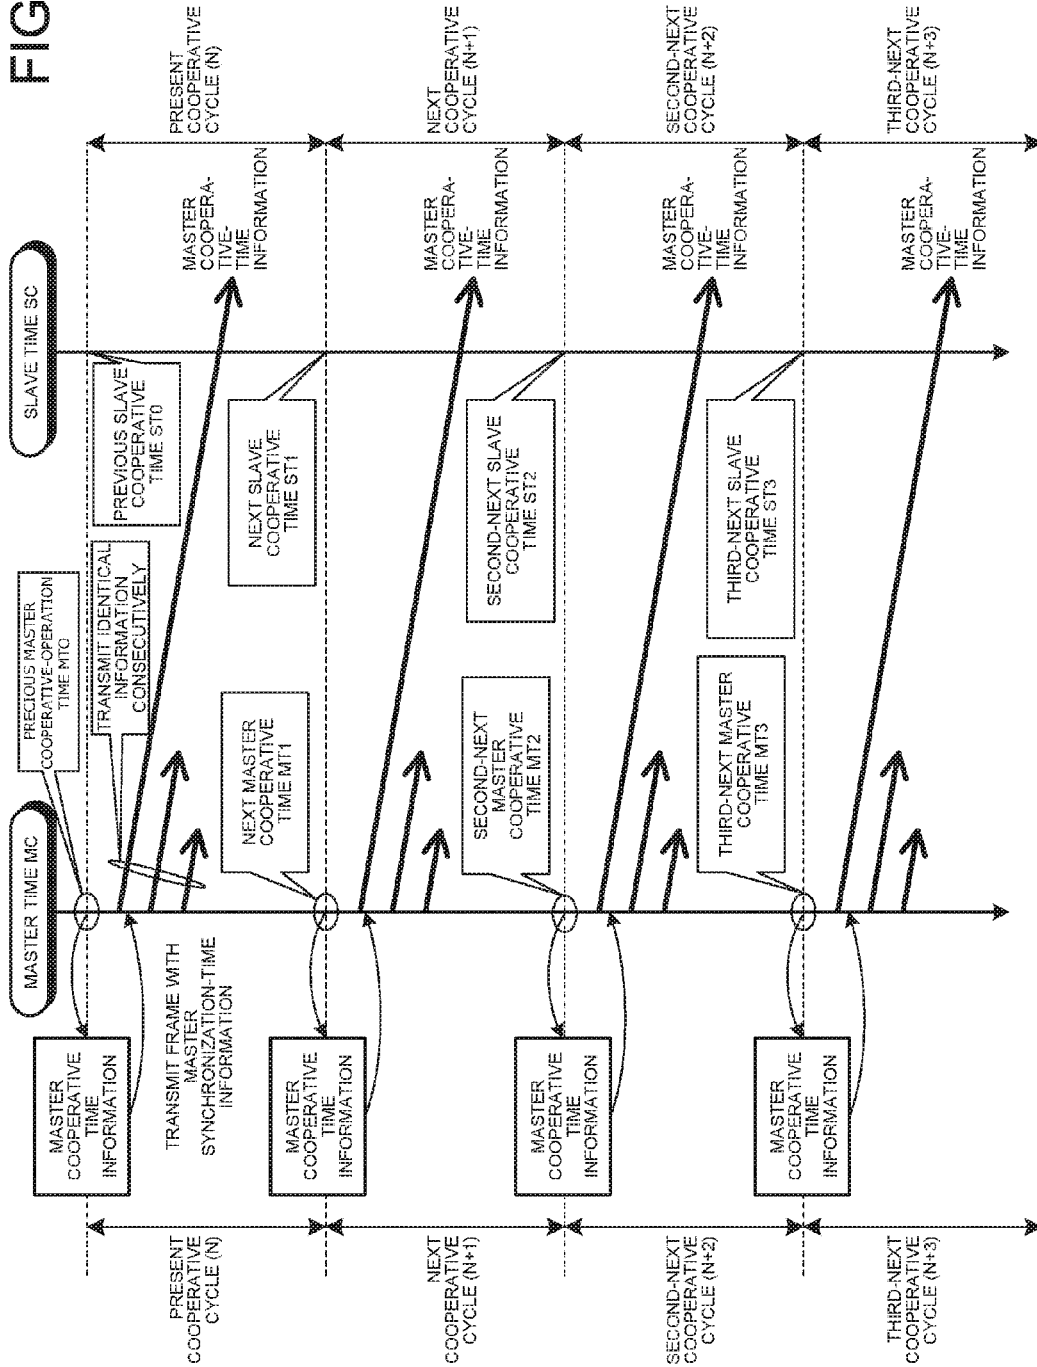 FIG
MASTER TIME MC
SLAVE TIME SC
PRECIOUS MASTER
COOPERATIVE-OPERATION
TIME MT0
TRANSMIT IDENTICAL
INFORMATION
CONSECUTIVELY
PREVIOUS SLAVE
COOPERATIVE
TIME ST0
PRESENT
COOPERATIVE
CYCLE (N)
MASTER
COOPERATIVE
TIME
INFORMATION
TRANSMIT FRAME WITH
MASTER
SYNCHRONIZATION-TIME
INFORMATION
MASTER
COOPERA-
TIVE-
TIME
INFORMATION
PRESENT
COOPERATIVE
CYCLE (N)
NEXT MASTER
COOPERATIVE
TIME MT1
NEXT SLAVE
COOPERATIVE
TIME ST1
NEXT
COOPERATIVE
CYCLE (N+1)
MASTER
COOPERATIVE
TIME
INFORMATION
MASTER
COOPERA-
TIVE-
TIME
INFORMATION
NEXT
COOPERATIVE
CYCLE (N+1)
SECOND-NEXT
MASTER
COOPERATIVE
TIME MT2
SECOND-NEXT SLAVE
COOPERATIVE
TIME ST2
SECOND-NEXT
COOPERATIVE
CYCLE (N+2)
MASTER
COOPERATIVE
TIME
INFORMATION
MASTER
COOPERA-
TIVE-
TIME
INFORMATION
SECOND-NEXT
COOPERATIVE
CYCLE (N+2)
THIRD-NEXT MASTER
COOPERATIVE
TIME MT3
THIRD-NEXT SLAVE
COOPERATIVE
TIME ST3
THIRD-NEXT
COOPERATIVE
CYCLE (N+3)
MASTER
COOPERATIVE
TIME
INFORMATION
MASTER
COOPERA-
TIVE-
TIME
INFORMATION
THIRD-NEXT
COOPERATIVE
CYCLE (N+3)